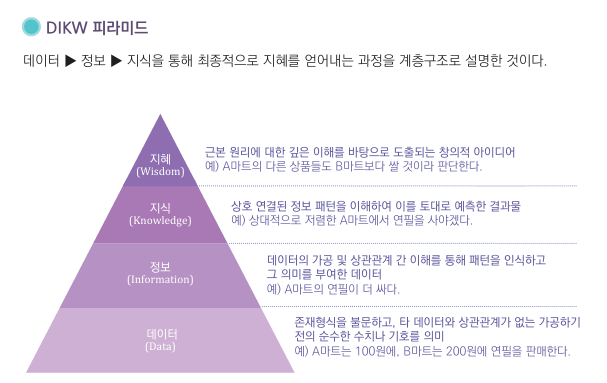 DIKW 피라미드
데이터 ▶ 정보 ▶ 지식을 통해 최종적으로 지혜를 얻어내는 과정을 계층구조로 설명한 것이다.
지혜
(Wisdom)
근본 원리에 대한 깊은 이해를 바탕으로 도출되는 창의적 아이디어
예) A마트의 다른 상품들도 B마트보다 쌀 것이라 판단한다.
지식
(Knowledge)
상호 연결된 정보 패턴을 이해하여 이를 토대로 예측한 결과물
예) 상대적으로 저렴한 A마트에서 연필을 사야겠다.
정보
(Information)
데이터의 가공 및 상관관계 간 이해를 통해 패턴을 인식하고
그 의미를 부여한 데이터
예) A마트의 연필이 더 싸다.
데이터
(Data)
존재형식을 불문하고, 타 데이터와 상관관계가 없는 가공하기
전의 순수한 수치나 기호를 의미
예) A마트는 100원에, B마트는 200원에 연필을 판매한다.